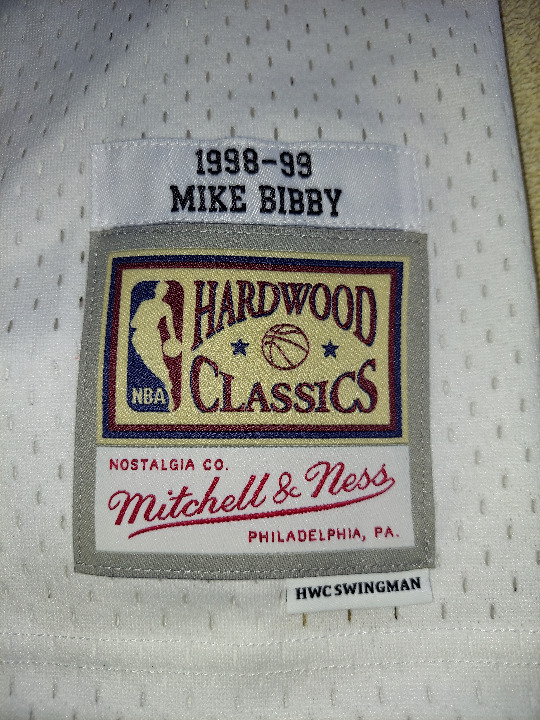 1998-99
MIKE BIBBY
HARDWOOD
CLASSICS
NBA
NOSTALGIA CO.
Mitchell & Ness
PHILADELPHIA, PA.
HWC SWINGMAN